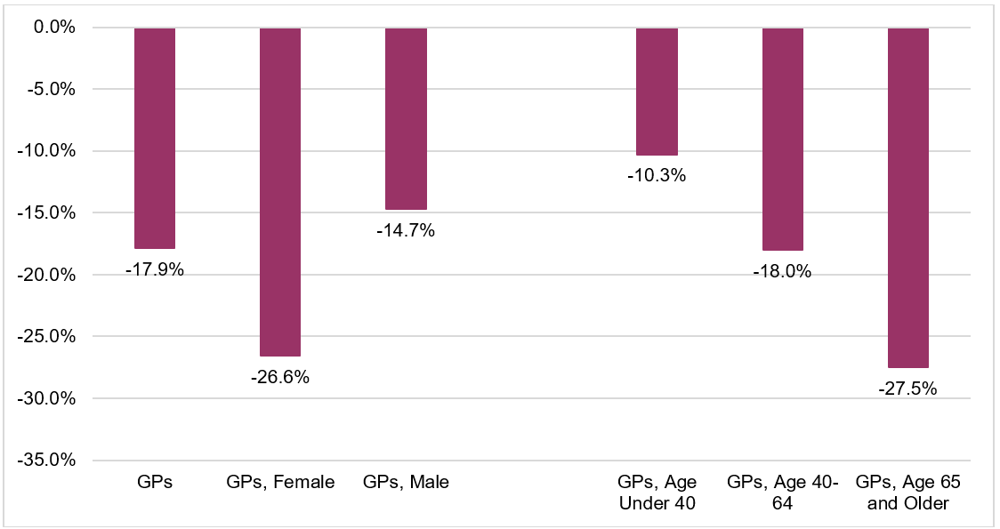 0.0%
-5.0%
-10.0%
-15.0%
-20.0%
-25.0%
-30.0%
-35.0%
-17.9%
-26.6%
-14.7%
-10.3%
-18.0%
-27.5%
GPs
GPs, Female
GPs, Male
GPs, Age
Under 40
GPs, Age 40-
64
GPs, Age 65
and Older